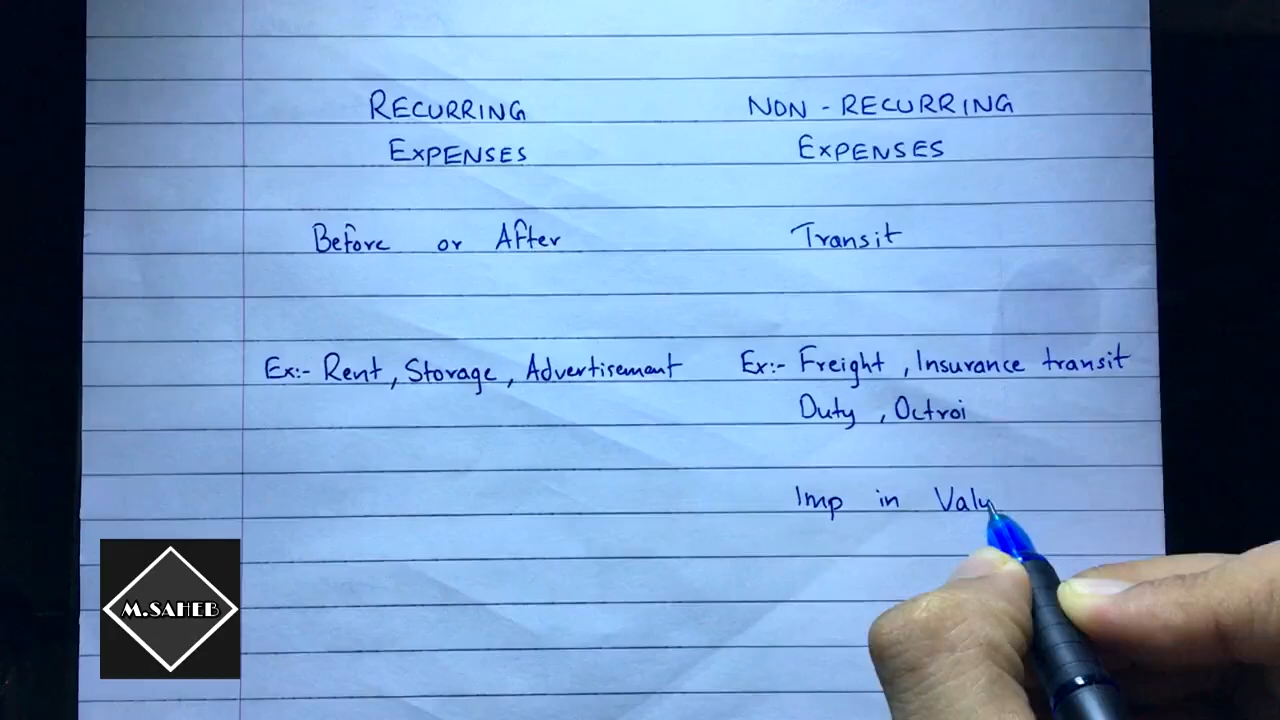 RECURRING
EXPENSES
Before or After
Ex:- Rent, Storage, Advertisement
NON-RECURRING
EXPENSES
Transit
Ex:- Freight, Insurance transit
Duty, Octroi
Imp in Valu
M.SAHEB